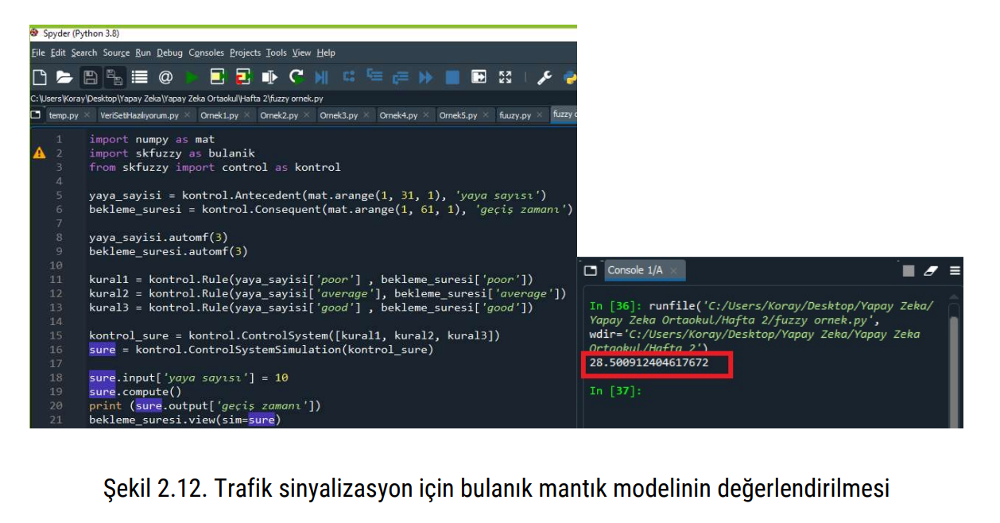 Spyder (Python 3.8)
File Edit Search Source Run Debug Consoles Projects Tools View Help
C:\Users\Koray\Desktop\Yapay Zeka\Yapay Zeka Ortaokul\Hafta 2\fuzzy ornek.py
temp.py VeriSetiHazılıyorum.py Ornek1.py Ornek2.py Ornek3.py Ornek4.py Ornek5.py fuuzy.py fuzzy
1 import numpy as mat
2 import skfuzzy as bulanik
3 from skfuzzy import control as kontrol
4
5 yaya_sayisi = kontrol.Antecedent(mat.arange(1, 31, 1), 'yaya sayısı')
6 bekleme_suresi = kontrol.Consequent(mat.arange(1, 61, 1), 'geçiş zamanı')
7
8 yaya_sayisi.automf(3)
9 bekleme_suresi.automf(3)
10
11 kural1 = kontrol.Rule(yaya_sayisi['poor'] , bekleme_suresi['poor'])
12 kural2 = kontrol.Rule(yaya_sayisi['average'], bekleme_suresi['average'])
13 kural3 = kontrol.Rule(yaya_sayisi['good'] , bekleme_suresi['good'])
14
15 kontrol_sure = kontrol.ControlSystem([kural1, kural2, kural3])
16 sure = kontrol.ControlSystemSimulation(kontrol_sure)
17
18 sure.input['yaya sayısı'] = 10
19 sure.compute()
20 print (sure.output['geçiş zamanı'])
21 bekleme_suresi.view(sim=sure)
Console 1/A
In [36]: runfile('C:/Users/Koray/Desktop/Yapay Zeka/
Yapay Zeka Ortaokul/Hafta 2/fuzzy ornek.py',
wdir='C:/Users/Koray/Desktop/Yapay Zeka/Yapay Zeka
Ortaokul/Hafta 2')
28.500912404617672
In [37]:
Şekil 2.12. Trafik sinyalizasyon için bulanık mantık modelinin değerlendirilmesi